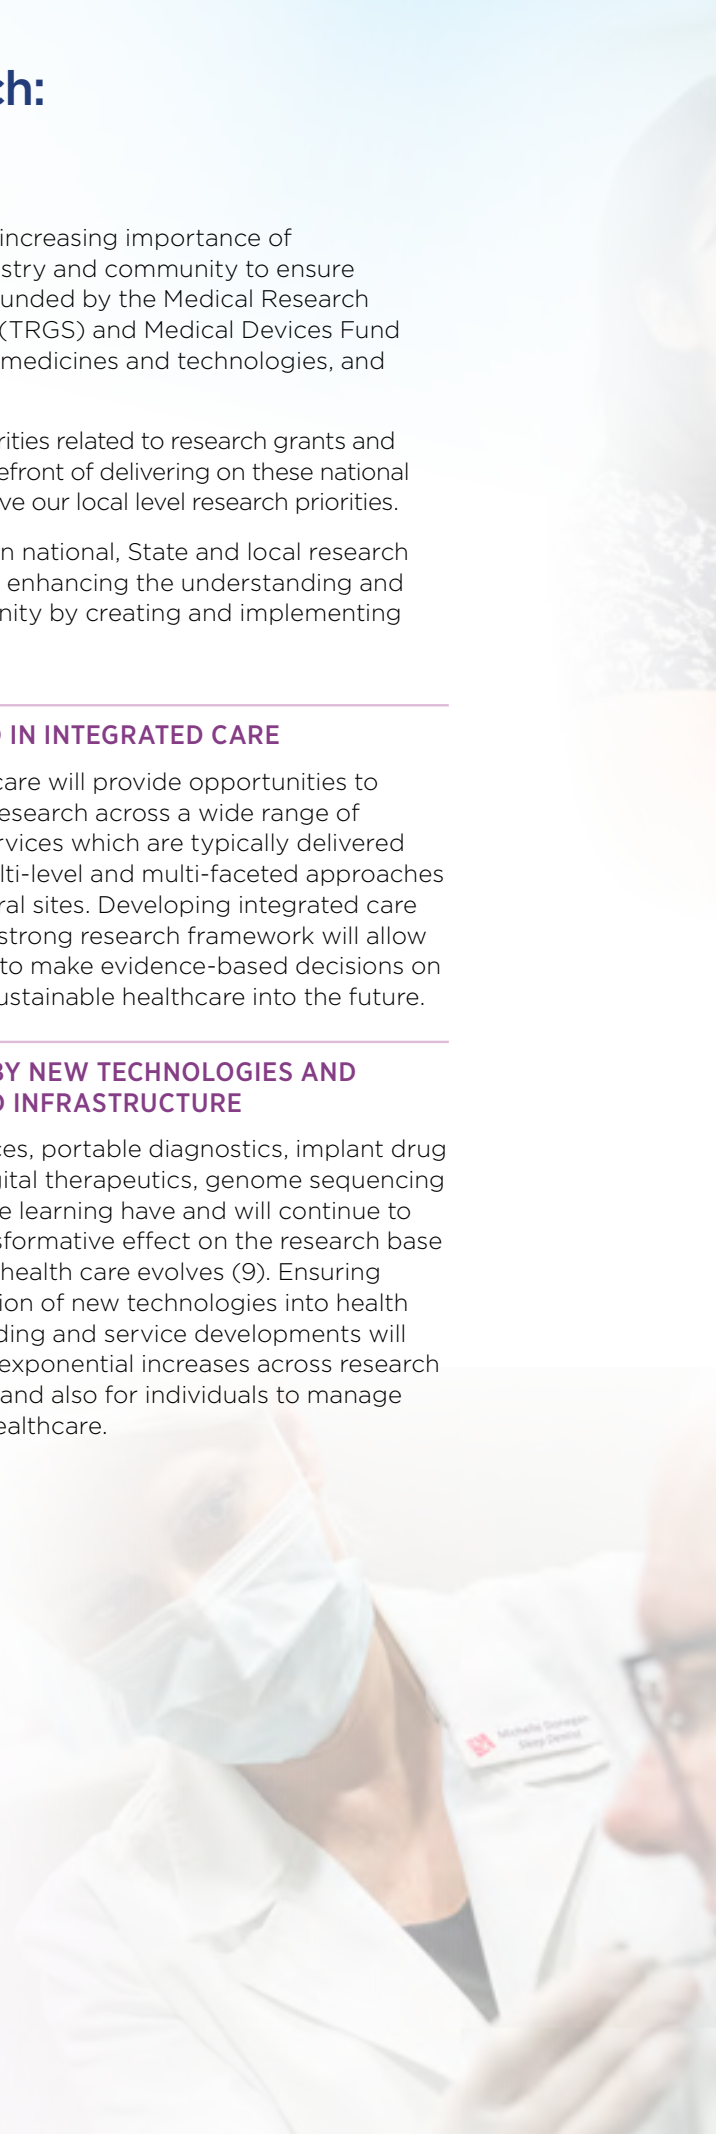 ch:
increasing importance of
stry and community to ensure
unded by the Medical Research
(TRGS) and Medical Devices Fund
medicines and technologies, and
rities related to research grants and
efront of delivering on these national
ve our local level research priorities.
n national, State and local research
enhancing the understanding and
nity by creating and implementing
IN INTEGRATED CARE
care will provide opportunities to
esearch across a wide range of
rvices which are typically delivered
lti-level and multi-faceted approaches
ral sites. Developing integrated care
strong research framework will allow
to make evidence-based decisions on
ustainable healthcare into the future.
BY NEW TECHNOLOGIES AND
D INFRASTRUCTURE
ces, portable diagnostics, implant drug
gital therapeutics, genome sequencing
e learning have and will continue to
sformative effect on the research base
health care evolves (9). Ensuring
ion of new technologies into health
ding and service developments will
exponential increases across research
and also for individuals to manage
ealthcare.
Michelle Donegan
Sleep Dentist